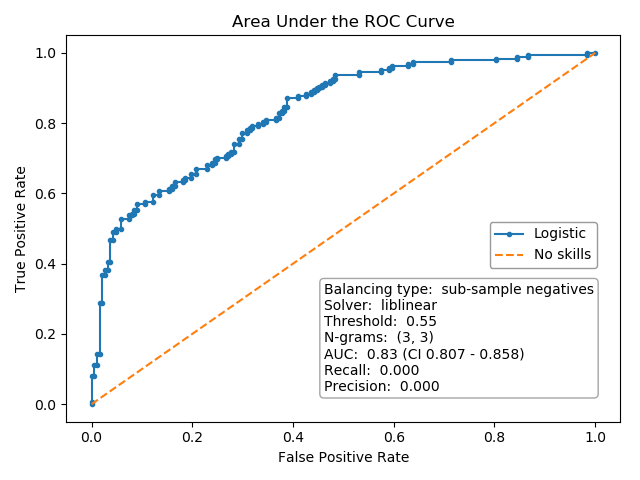 Area Under the ROC Curve
True Positive Rate
1.0
0.8
0.6
0.4
0.2
0.0
Logistic
No skills
Balancing type:  sub-sample negatives
Solver:  liblinear
Threshold:  0.55
N-grams:  (3, 3)
AUC:  0.83 (CI 0.807 - 0.858)
Recall:  0.000
Precision:  0.000
0.0 0.2 0.4 0.6 0.8 1.0
False Positive Rate